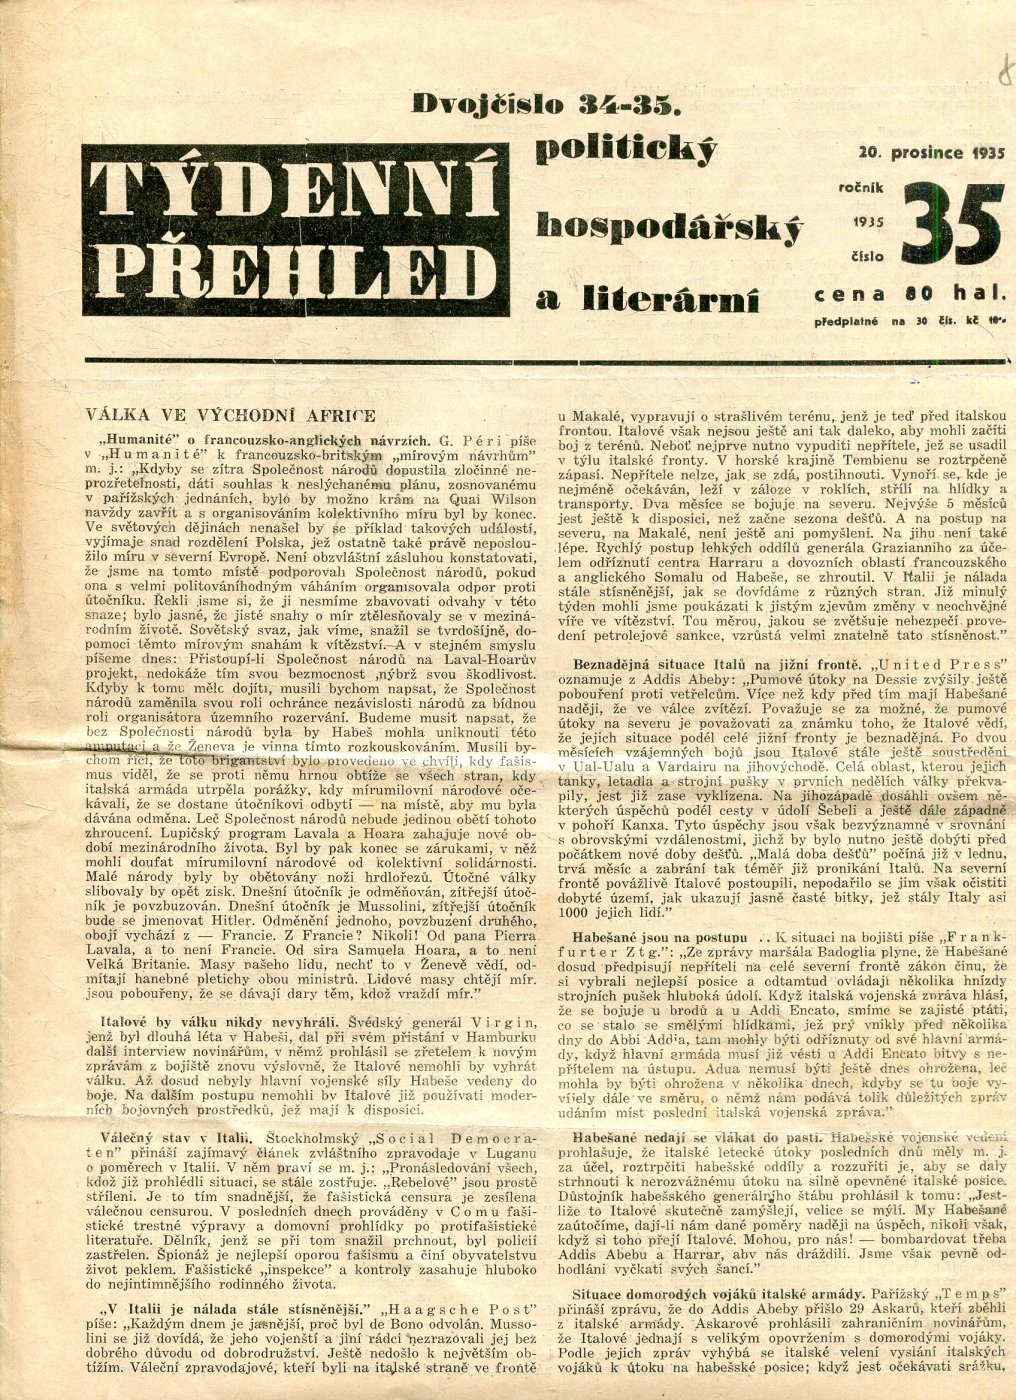 Dvojčíslo 34-35.
TÝDENNÍ
PŘEHLED
politický
hospodářský
a literární
20. prosince 1935
ročník
1935
číslo
35
cena 80 hal.
předplatné na 30 čís. kč
VÁLKA VE VÝCHODNÍ AFRICE
„Humanité” o francouzsko-anglických návrzích. G. Péri píše
v „Humanité” k francouzsko-britským „mírovým návrhům”
m. j.: „Kdyby se zítra Společnost národů dopustila zločinné ne-
prozřetelnosti, dáti souhlas k neslýchanému plánu, zosnovanému
v pařížských jednáních, bylo by možno krám na Quai Wilson
navždy zavřít a s organisováním kolektivního míru byl by konec.
Ve světových dějinách nenašel by se příklad takových událostí,
vyjímaje snad rozdělení Polska, jež ostatně také právě neposlou-
žilo míru v severní Evropě. Není obzvláštní zásluhou konstatovati,
že jsme na tomto místě podporovali Společnost národů, pokud
ona s velmi politováníhodným váháním organisovala odpor proti
útočníku. Řekli jsme si, že ji nesmíme zbavovati odvahy v této
snaze; bylo jasné, že jisté snahy o mír ztělesňovaly se v meziná-
rodním životě. Sovětský svaz, jak víme, snažil se tvrdošíjně, do-
pomoci těmto mírovým snahám k vítězství. A v stejném smyslu
píšeme dnes: Přistoupí-li Společnost národů na Laval-Hoarův
projekt, nedokáže tím svou bezmocnost ,nýbrž svou škodlivost.
Kdyby k tomu mělc dojíti, musili bychom napsat, že Společnost
národů zaměnila svou roli ochránce nezávislosti národů za bídnou
roli organisátora územního rozervání. Budeme musit napsat, že
bez Společnosti národů byla by Habeš mohla uniknouti této
amputaci a že Ženeva je vinna tímto rozkouskováním. Musili by-
chom říci, že toto brigantství bylo provedeno ve chvíli, kdy fašis-
mus viděl, že se proti němu hrnou obtíže se všech stran, kdy
italská armáda utrpěla porážky, kdy mírumilovní národové oče-
kávali, že se dostane útočníkovi odbytí — na místě, aby mu byla
dávána odměna. Leč Společnost národů nebude jedinou obětí tohoto
zhroucení. Lupičský program Lavala a Hoara zahajuje nové ob-
dobí mezinárodního života. Byl by pak konec se zárukami, v něž
mohli doufat mírumilovní národové od kolektivní solidárnosti.
Malé národy byly by obětovány noži hrdlořezů. Útočné války
slibovaly by opět zisk. Dnešní útočník je odměňován, zítřejší útoč-
ník je povzbuzován. Dnešní útočník je Mussolini, zítřejší útočník
bude se jmenovat Hitler. Odměnění jednoho, povzbuzení druhého,
obojí vychází z — Francie. Z Francie? Nikoli! Od pana Pierra
Lavala, a to není Francie. Od sira Samuela Hoara, a to není
Velká Britanie. Masy našeho lidu, nechť to v Ženevě vědí, od-
mítají hanebné pletichy obou ministrů. Lidové masy chtějí mír.
jsou pobouřeny, že se dávají dary těm, kdož vraždí mír.”
Italové by válku nikdy nevyhráli. Švédský generál Virgin,
jenž byl dlouhá léta v Habeši, dal při svém přistání v Hamburku
další interview novinářům, v němž prohlásil se zřetelem k novým
zprávám z bojiště znovu výslovně, že Italové nemohli by vyhrát
válku. Až dosud nebyly hlavní vojenské síly Habeše vedeny do
boje. Na dalším postupu nemohli by Italové již používati moder-
ních bojovných prostředků, jež mají k disposici.
Válečný stav v Italii. Štockholmský „Social Democra-
ten” přináší zajímavý článek zvláštního zpravodaje v Luganu
o poměrech v Italii. V něm praví se m. j.: „Pronásledování všech,
kdož již prohlédli situaci, se stále zostřuje. „Rebelové” jsou prostě
stříleni. Je to tím snadnější, že fašistická censura je zesílena
válečnou censurou. V posledních dnech prováděny v Comu faši-
stické trestné výpravy a domovní prohlídky po protifašistické
literatuře. Dělník, jenž se při tom snažil prchnout, byl policií
zastřelen. Špionáž je nejlepší oporou fašismu a činí obyvatelstvu
život peklem. Fašistické „inspekce” a kontroly zasahuje hluboko
do nejintimnějšího rodinného života.
„V Italii je nálada stále stísněnější.” „Haagsche Post”
píše: „Každým dnem je jasnější, proč byl de Bono odvolán. Musso-
lini se již dovídá, že jeho vojenští a jiní rádci nezrazovali jej bez
dobrého důvodu od dobrodružství. Ještě nedošlo k největším ob-
tížím. Váleční zpravodajové, kteří byli na italské straně ve frontě
u Makalé, vypravují o strašlivém terénu, jenž je teď před italskou
frontou. Italové však nejsou ještě ani tak daleko, aby mohli začíti
boj z terénů. Neboť nejprve nutno vypuditi nepřítele, jež se usadil
v týlu italské fronty. V horské krajině Tembienu se roztrpčeně
zápasí. Nepřítele nelze, jak se zdá, postihnouti. Vynoří se, kde je
nejméně očekáván, leží v záloze v roklích, střílí na hlídky a
transporty. Dva měsíce se bojuje na severu. Nejvýše 5 měsíců
jest ještě k disposici, než začne sezona dešťů. A na postup na
severu, na Makalé, není ještě ani pomyšlení. Na jihu není také
lépe. Rychlý postup lehkých oddílů generála Grazianniho za úče-
lem odříznutí centra Harraru a dovozních oblastí francouzského
a anglického Somalu od Habeše, se zhroutil. V Italii je nálada
stále stísněnější, jak se dovídáme z různých stran. Již minulý
týden mohli jsme poukázati k jistým zjevům změny v neochvějné
víře ve vítězství. Tou měrou, jakou se zvětšuje nehezpečí prove-
dení petrolejové sankce, vzrůstá velmi znatelně tato stísněnost.”
Beznadějná situace Italů na jižní frontě. „United Press”
oznamuje z Addis Abeby: „Pumové útoky na Dessie zvýšily ještě
pobouření proti vetřelcům. Více než kdy před tím mají Habešané
naději, že ve válce zvítězí. Považuje se za možné, že pumové
útoky na severu je považovati za známku toho, že Italové vědí,
že jejich situace podél celé jižní fronty je beznadějná. Po dvou
měsících vzájemných bojů jsou Italové stále ještě soustředěni
v Ual-Ualu a Vardairu na jihovýchodě. Celá oblast, kterou jejich
tanky, letadla a strojní pušky v prvních nedělích války překva-
pily, jest již zase vyklizena. Na jihozápadě dosáhli ovšem ně-
kterých úspěchů podél cesty v údolí Šebeli a ještě dále západně
v pohoří Kanxa. Tyto úspěchy jsou však bezvýznamné v srovnání
s obrovskými vzdálenostmi, jichž by bylo nutno ještě dobýti před
počátkem nové doby dešťů. „Malá doba dešťů” počíná již v lednu,
trvá měsíc a zabrání tak téměř již pronikání Italů. Na severní
frontě povážlivě Italové postoupili, nepodařilo se jim však očistiti
dobyté území, jak ukazují jasně časté bitky, jež stály Italy asi
1000 jejich lidí.”
Habešané jsou na postupu .. K situaci na bojišti píše „Frank-
furter Ztg.”: „Ze zprávy maršála Badoglia plyne, že Habešané
dosud předpisují nepříteli na celé severní frontě zákon činu, že
si vybrali nejlepší posice a odtamtud ovládají několika hnízdy
strojních pušek hluboká údolí. Když italská vojenská zpráva hlásí,
že se bojuje u brodů a u Addi Encato, smíme se zajisté ptáti,
co se stalo se smělými hlídkami, jež prý vnikly před několika
dny do Abbi Addia, tam mohly býti odříznuty od své hlavní armá-
dy, když hlavní armáda musí již vésti u Addi Encato bitvy s ne-
přítelem na ústupu. Adua nemusí býti ještě dnes ohrožena, leč
mohla by býti ohrožena v několika dnech, kdyby se tu boje vy-
víjely dále ve směru, o němž nám podává tolik důležitých zpráv
udáním míst poslední italská vojenská zpráva.”
Habešané nedají se vlákat do pasti. Habešské vojenské vedení
prohlašuje, že italské letecké útoky posledních dnů měly m. j.
za účel, roztrpčiti habešské oddíly a rozzuřiti je, aby se daly
strhnouti k nerozvážnému útoku na silně opevněné italské posice.
Důstojník habešského generálního štábu prohlásil k tomu: „Jest-
liže to Italové skutečně zamýšlejí, velice se mýlí. My Habešané
zaútočíme, dají-li nám dané poměry naději na úspěch, nikoli však,
když si toho přejí Italové. Mohou, pro nás! — bombardovat třeba
Addis Abebu a Harrar, abv nás dráždili. Jsme však pevně od-
hodláni vyčkati svých šancí.”
Situace domorodých vojáků italské armády. Pařížský „Temps”
přináší zprávu, že do Addis Abeby přišlo 29 Askarů, kteří zběhli
z italské armády. Askarové prohlásili zahraničním novinářům,
že Italové jednají s velikým opovržením s domorodými vojáky.
Podle jejich zpráv vyhýbá se italské velení vyslání italských
vojáků k útoku na habešské posice; když jest očekávati srážku,